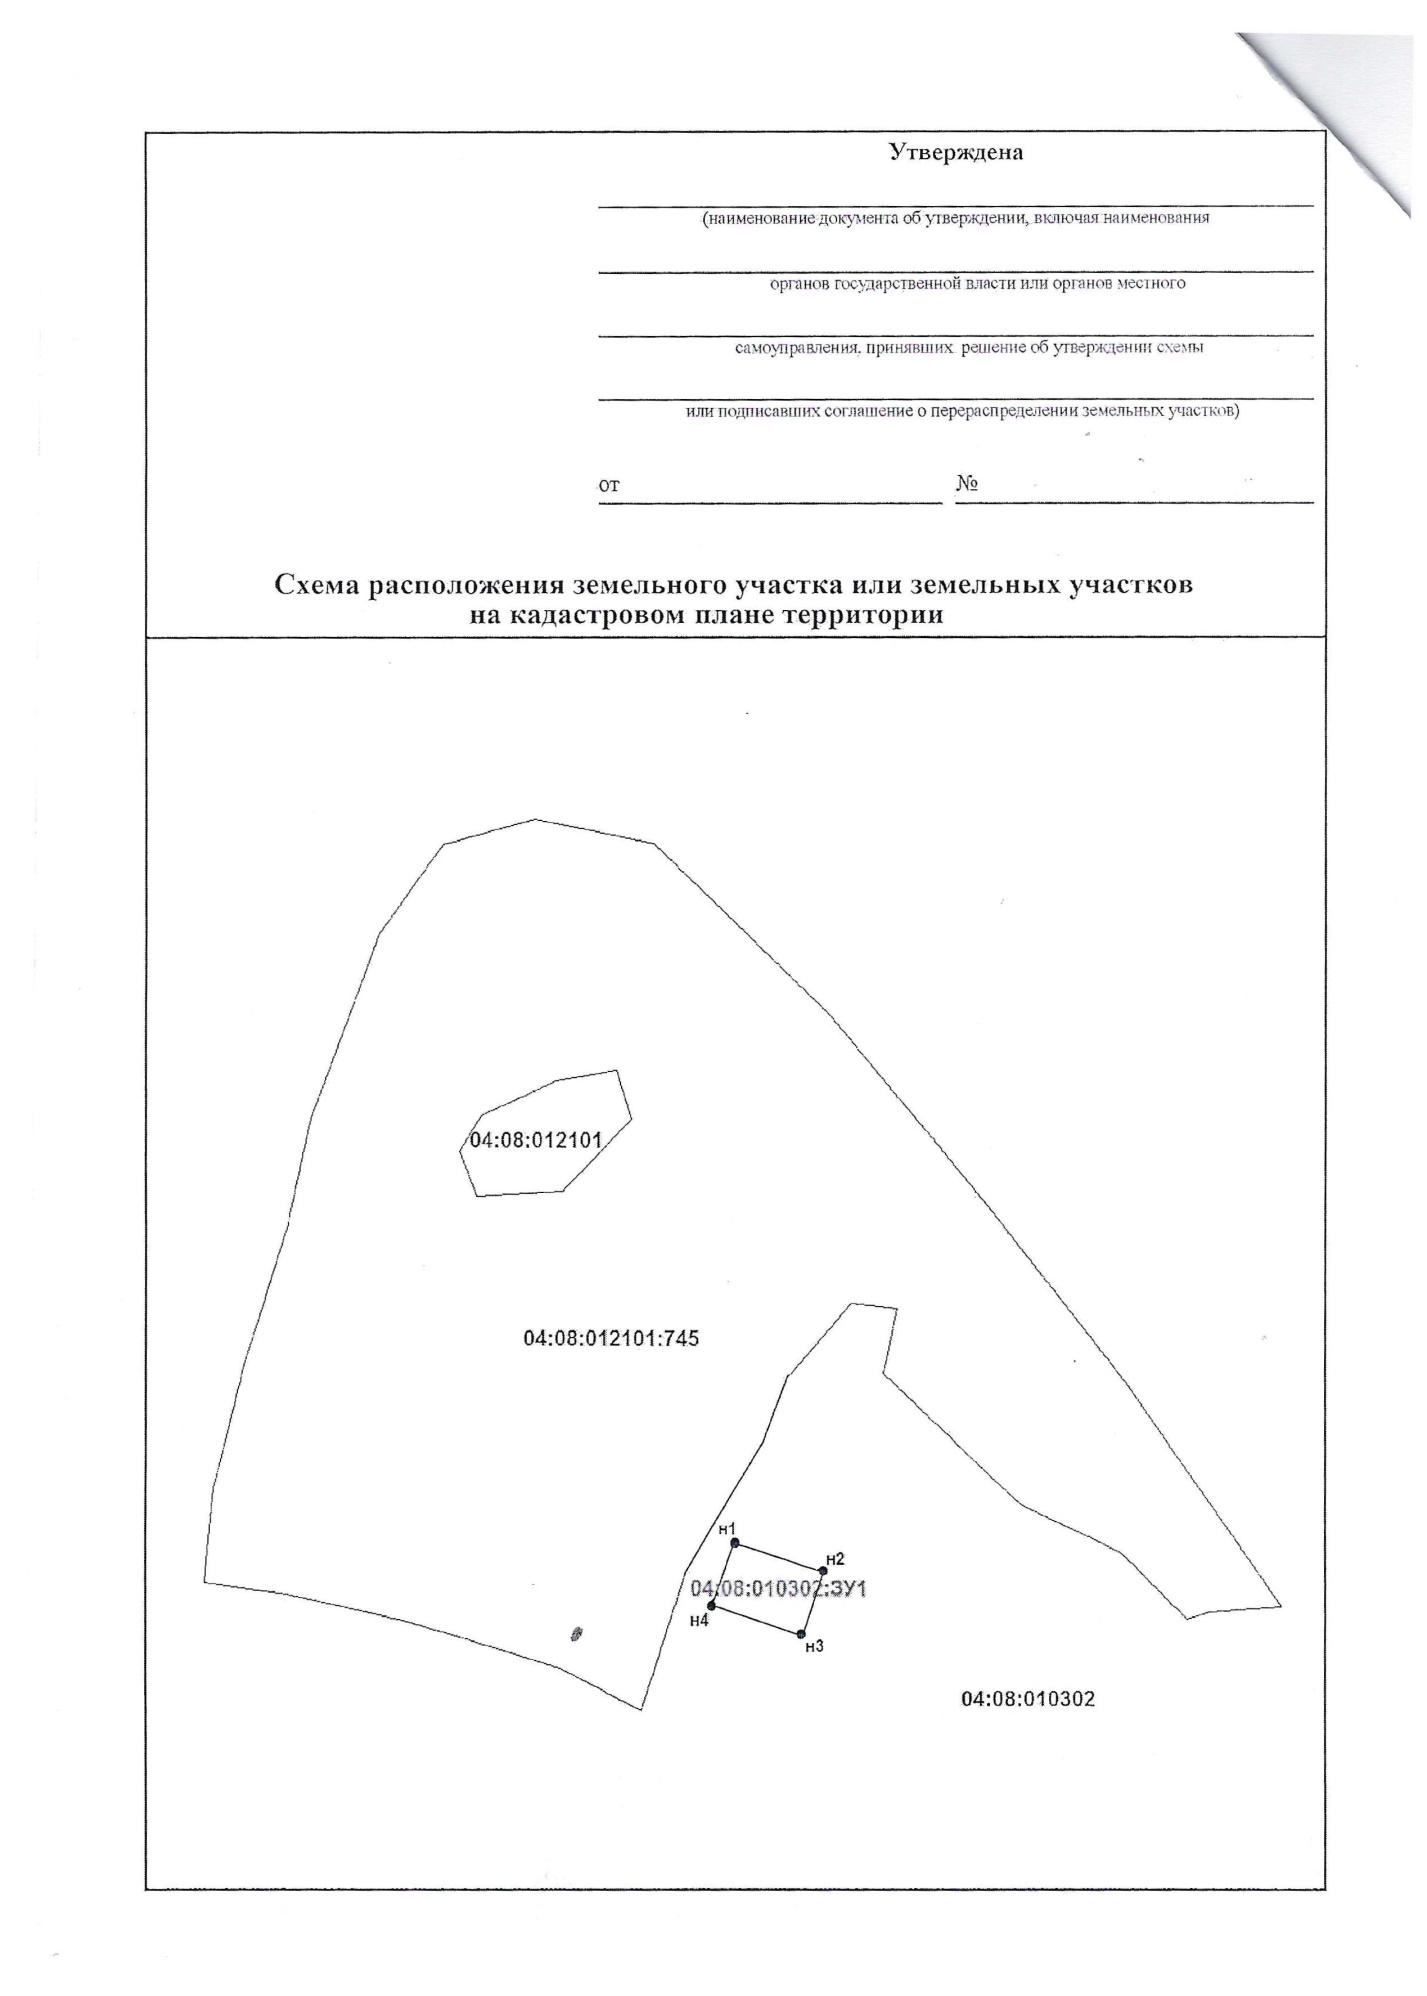 Утверждена
(наименование документа об утверждении, включая наименования
органов государственной власти или органов местного
самоуправления, принявших решение об утверждении схемы
или подписавших соглашение о перераспределении земельных участков)
от №
Схема расположения земельного участка или земельных участков
на кадастровом плане территории
04:08:012101
04:08:012101:745
н1
н2
04:08:010302:ЗУ1
н4
н3
04:08:010302